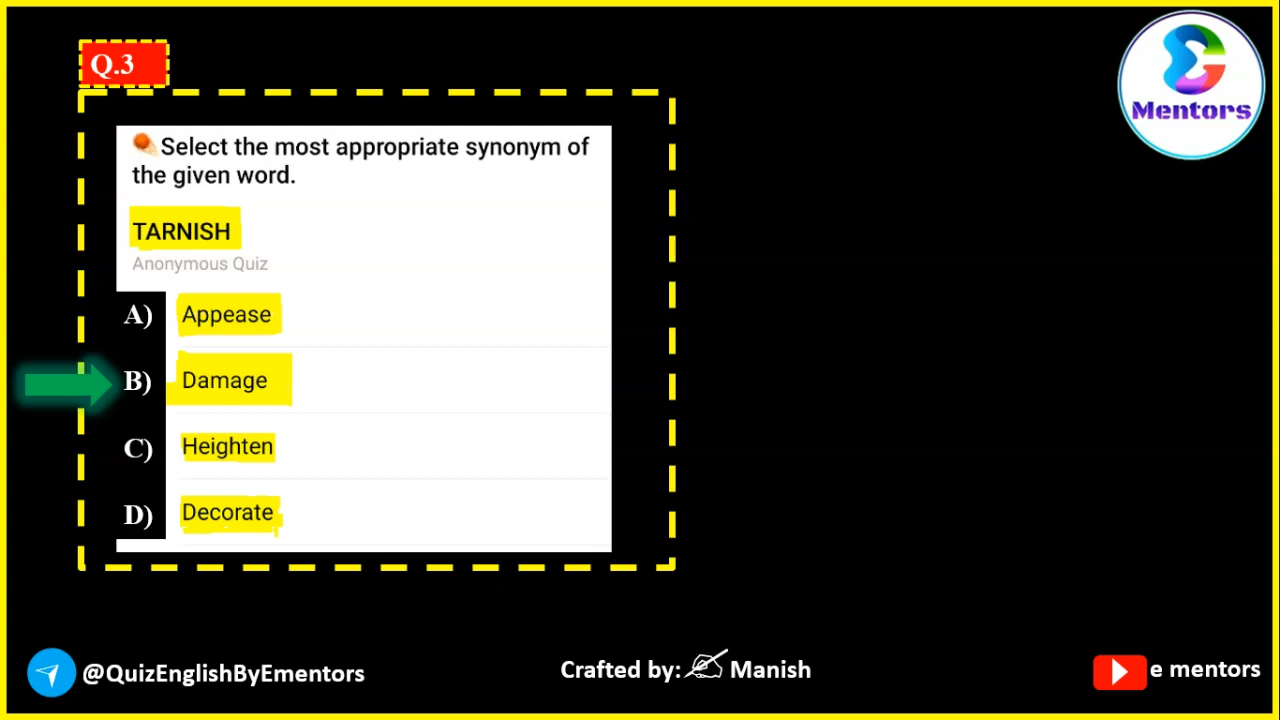 Q.3
Mentors
Select the most appropriate synonym of
the given word.
TARNISH
Anonymous Quiz
A) Appease
B) Damage
C) Heighten
D) Decorate
@QuizEnglishByEmentors
Crafted by: Manish
e mentors